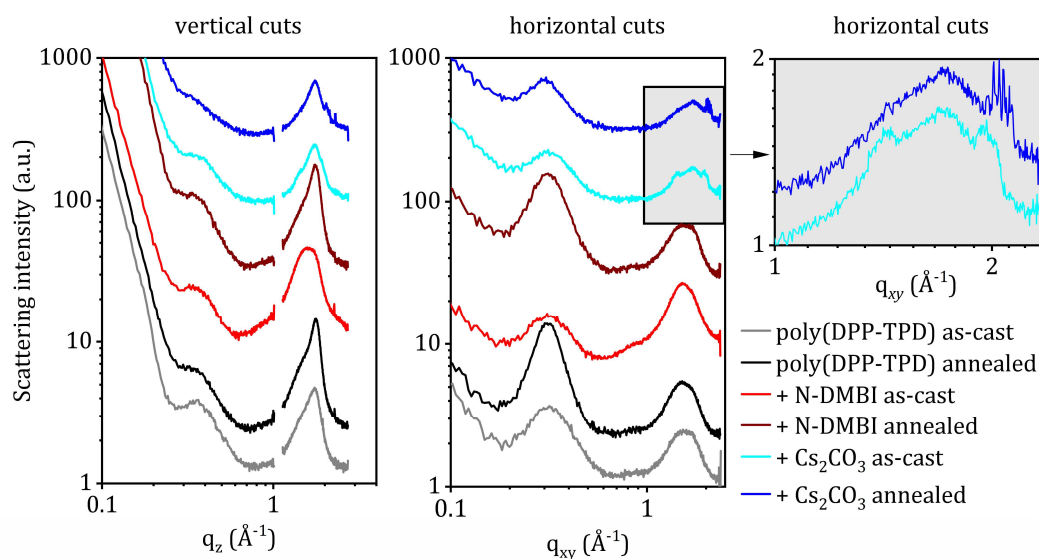 vertical cuts
horizontal cuts
horizontal cuts
Scattering intensity (a.u.)
1000
100
10
1
0.1
1
q_z (Å⁻¹)
1000
100
10
1
0.1
1
q_xy (Å⁻¹)
2
1
1
2
q_xy (Å⁻¹)
poly(DPP-TPD) as-cast
poly(DPP-TPD) annealed
+ N-DMBI as-cast
+ N-DMBI annealed
+ Cs₂CO₃ as-cast
+ Cs₂CO₃ annealed